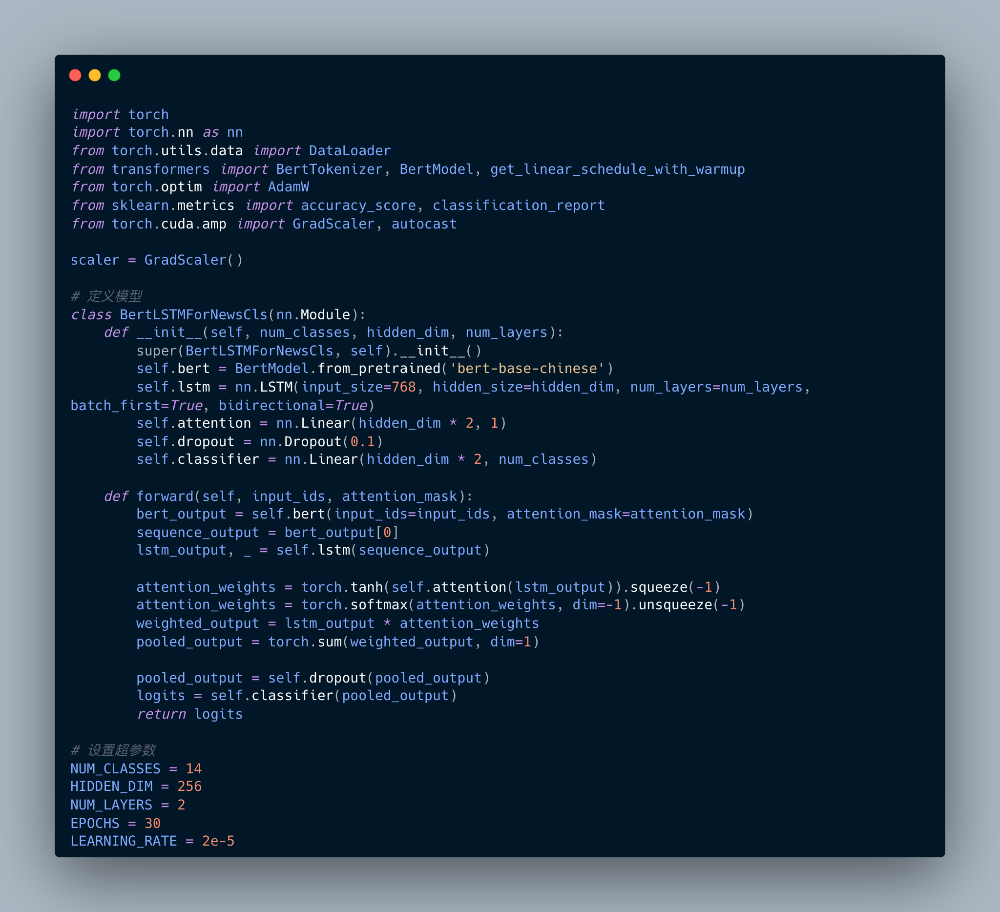 import torch
import torch.nn as nn
from torch.utils.data import DataLoader
from transformers import BertTokenizer, BertModel, get_linear_schedule_with_warmup
from torch.optim import AdamW
from sklearn.metrics import accuracy_score, classification_report
from torch.cuda.amp import GradScaler, autocast

scaler = GradScaler()

# 定义模型
class BertLSTMForNewsCls(nn.Module):
    def __init__(self, num_classes, hidden_dim, num_layers):
        super(BertLSTMForNewsCls, self).__init__()
        self.bert = BertModel.from_pretrained('bert-base-chinese')
        self.lstm = nn.LSTM(input_size=768, hidden_size=hidden_dim, num_layers=num_layers,
batch_first=True, bidirectional=True)
        self.attention = nn.Linear(hidden_dim * 2, 1)
        self.dropout = nn.Dropout(0.1)
        self.classifier = nn.Linear(hidden_dim * 2, num_classes)

    def forward(self, input_ids, attention_mask):
        bert_output = self.bert(input_ids=input_ids, attention_mask=attention_mask)
        sequence_output = bert_output[0]
        lstm_output, _ = self.lstm(sequence_output)

        attention_weights = torch.tanh(self.attention(lstm_output)).squeeze(-1)
        attention_weights = torch.softmax(attention_weights, dim=-1).unsqueeze(-1)
        weighted_output = lstm_output * attention_weights
        pooled_output = torch.sum(weighted_output, dim=1)

        pooled_output = self.dropout(pooled_output)
        logits = self.classifier(pooled_output)
        return logits

# 设置超参数
NUM_CLASSES = 14
HIDDEN_DIM = 256
NUM_LAYERS = 2
EPOCHS = 30
LEARNING_RATE = 2e-5